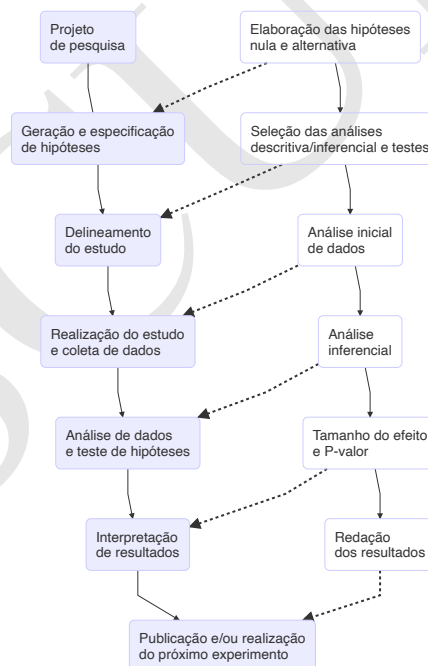 Projeto
de pesquisa
Elaboração das hipóteses
nula e alternativa
Geração e especificação
de hipóteses
Seleção das análises
descritiva/inferencial e testes
Delineamento
do estudo
Análise inicial
de dados
Realização do estudo
e coleta de dados
Análise
inferencial
Análise de dados
e teste de hipóteses
Tamanho do efeito
e P-valor
Interpretação
de resultados
Redação
dos resultados
Publicação e/ou realização
do próximo experimento